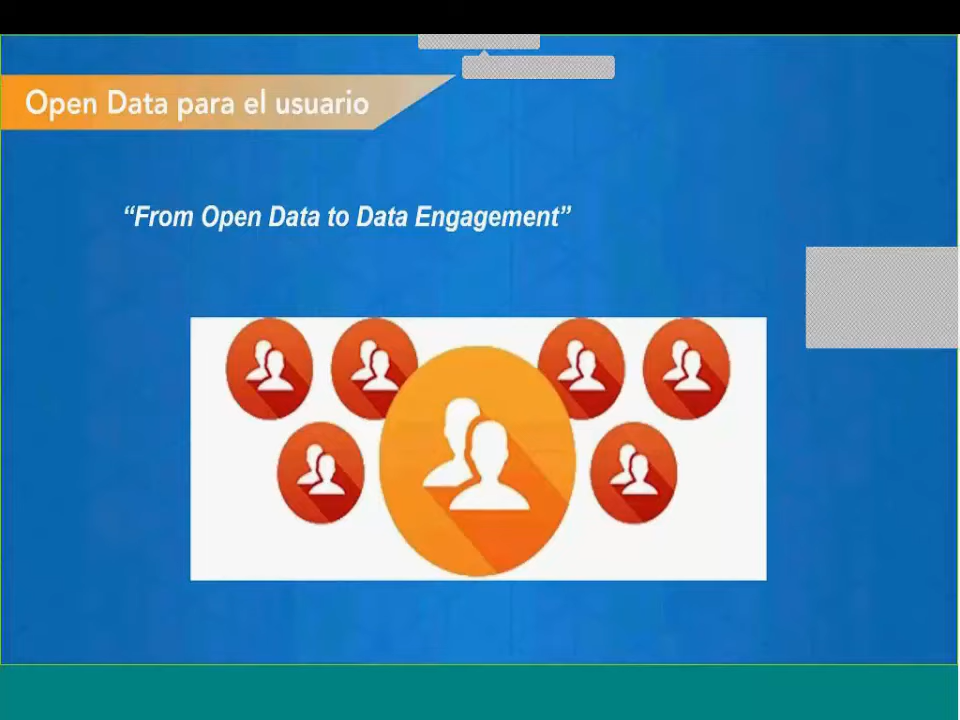 Open Data para el usuario
“From Open Data to Data Engagement”